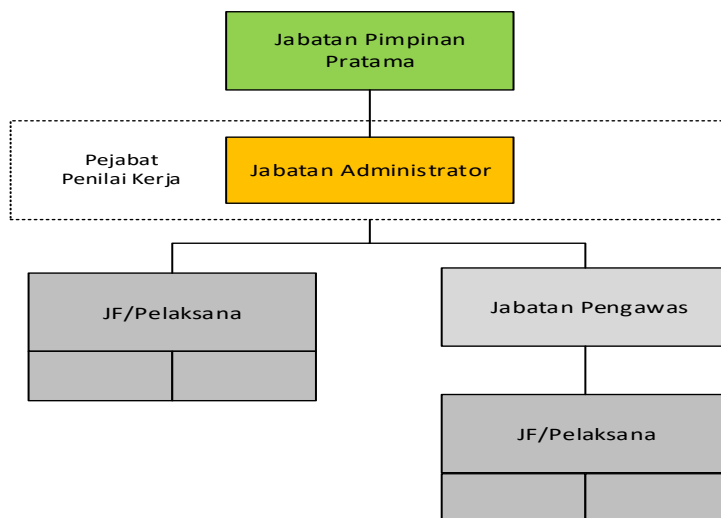 Jabatan Pimpinan
Pratama
Pejabat
Penilai Kerja
Jabatan Administrator
JF/Pelaksana
Jabatan Pengawas
JF/Pelaksana